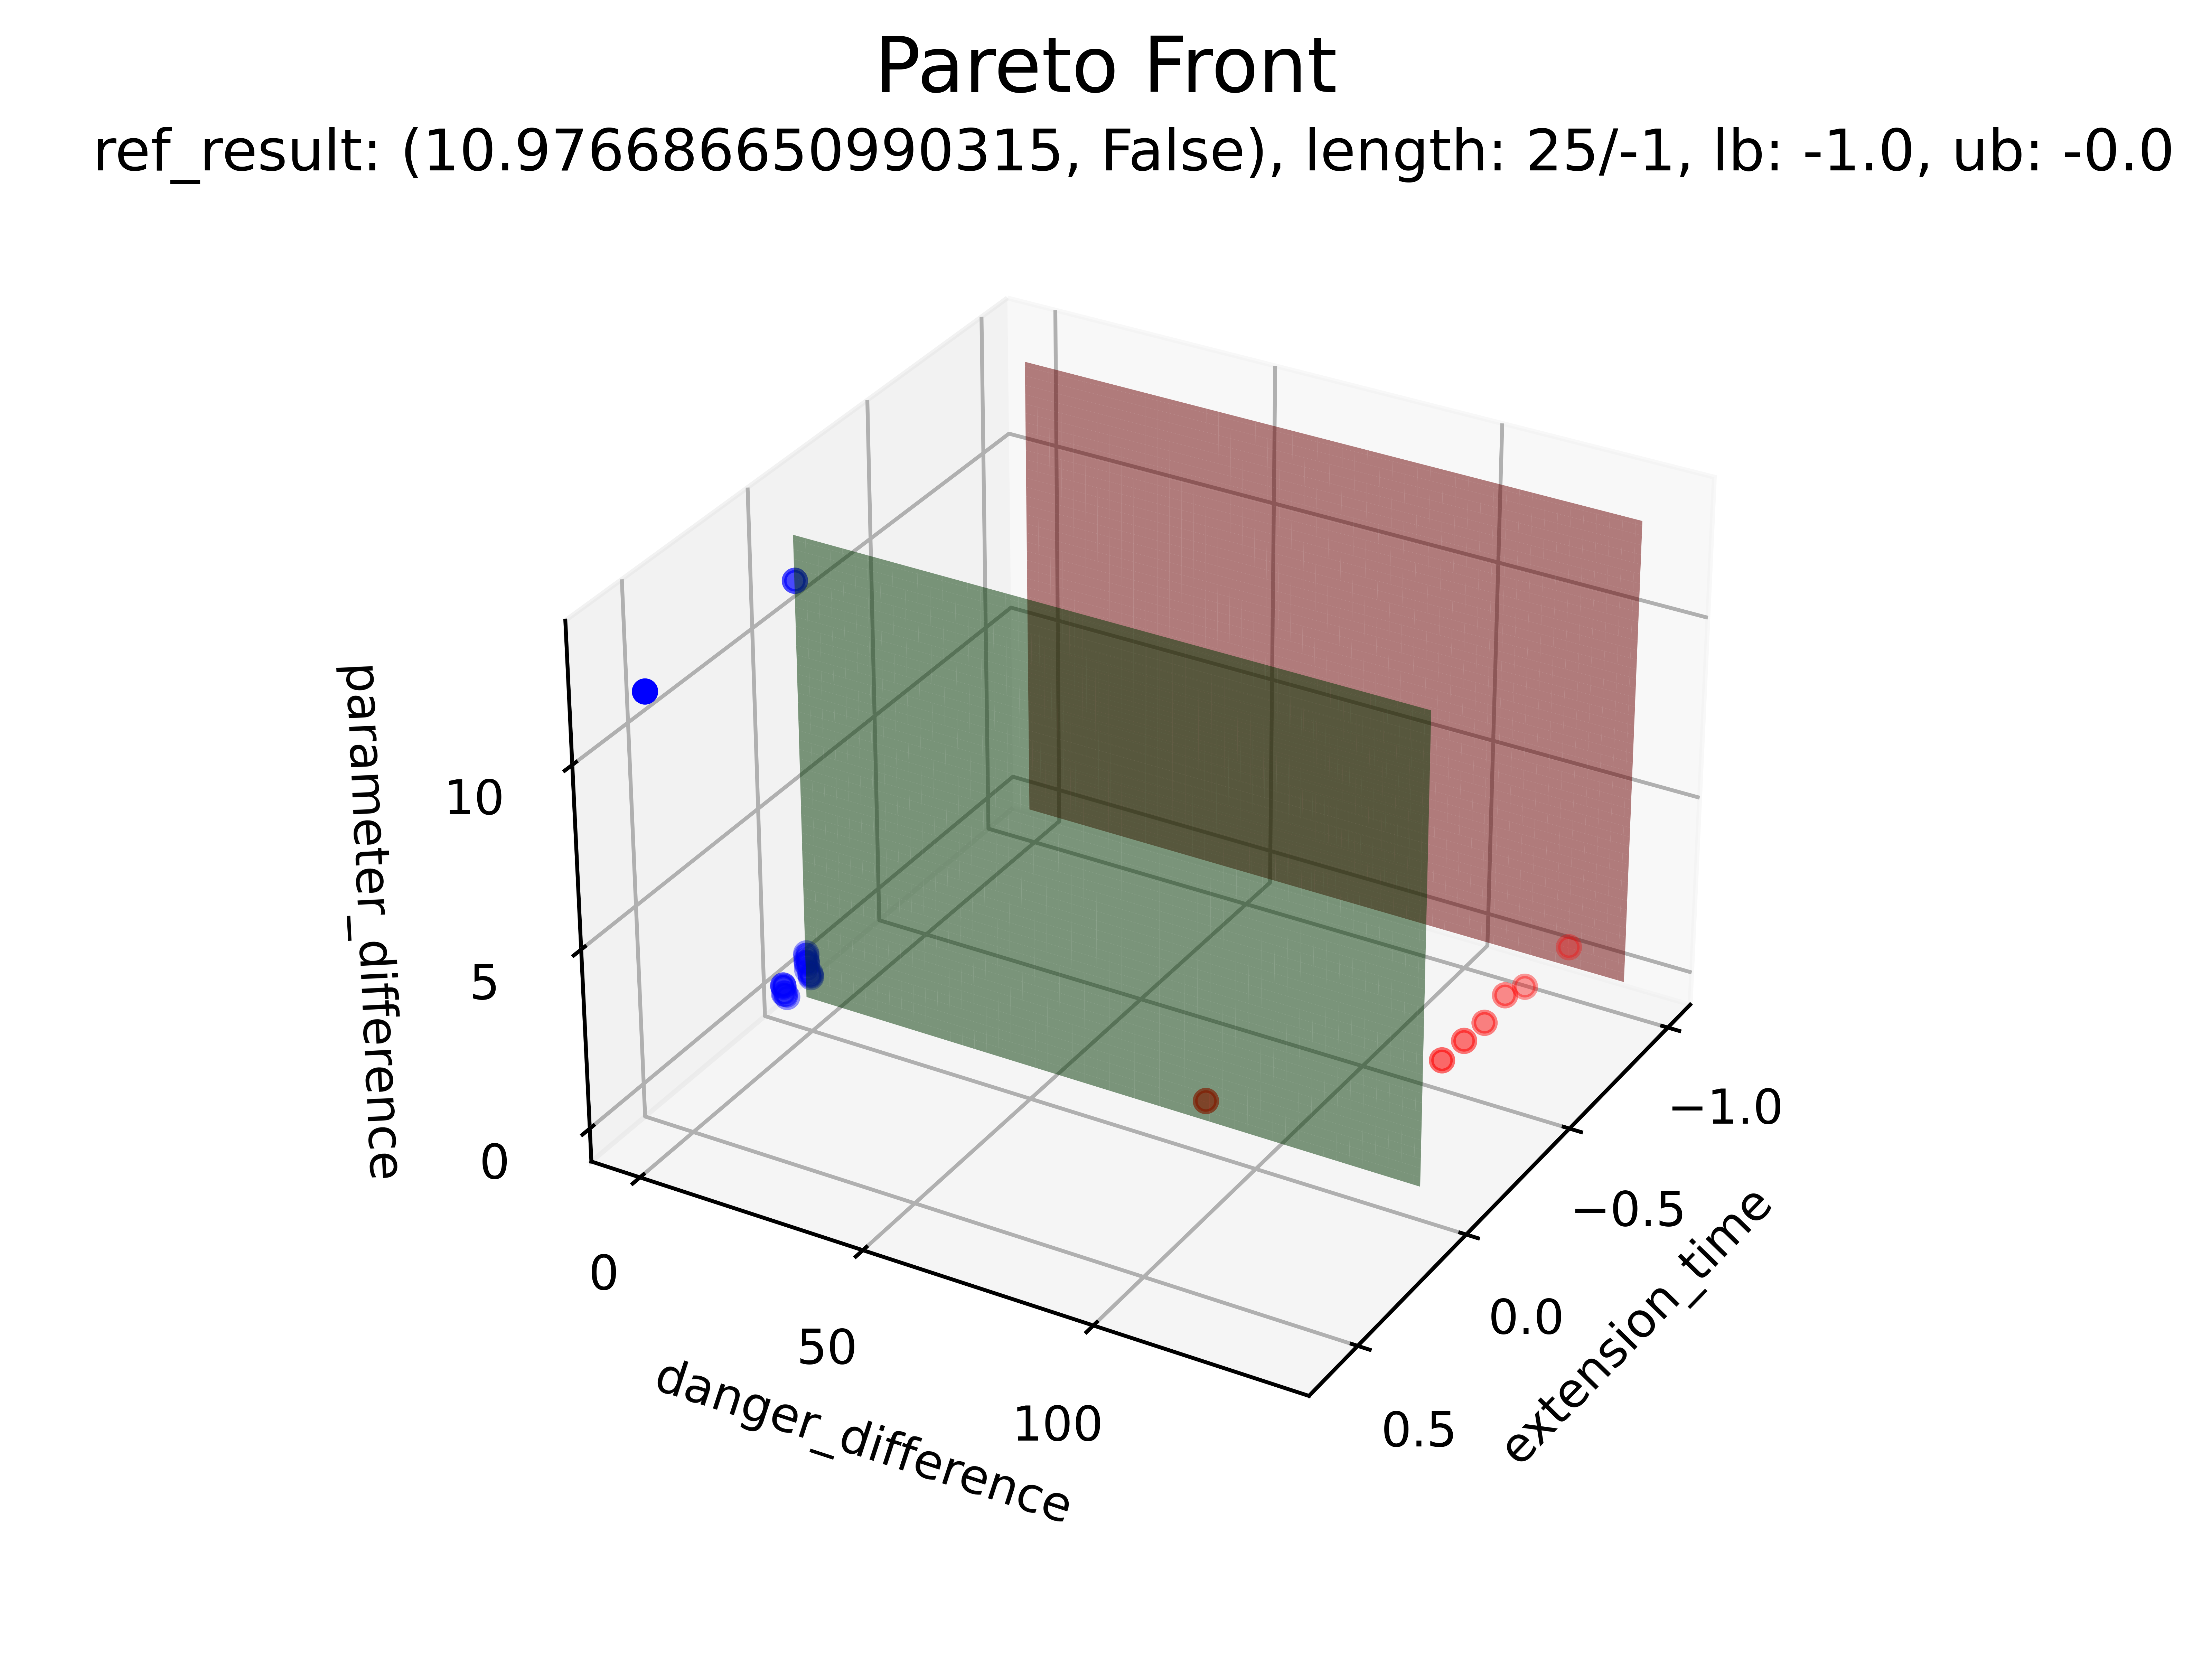 Pareto Front
ref_result: (10.976686650990315, False), length: 25/-1, lb: -1.0, ub: -0.0
parameter_difference
10
5
0
0
50
100
danger_difference
−1.0
−0.5
0.0
0.5
extension_time